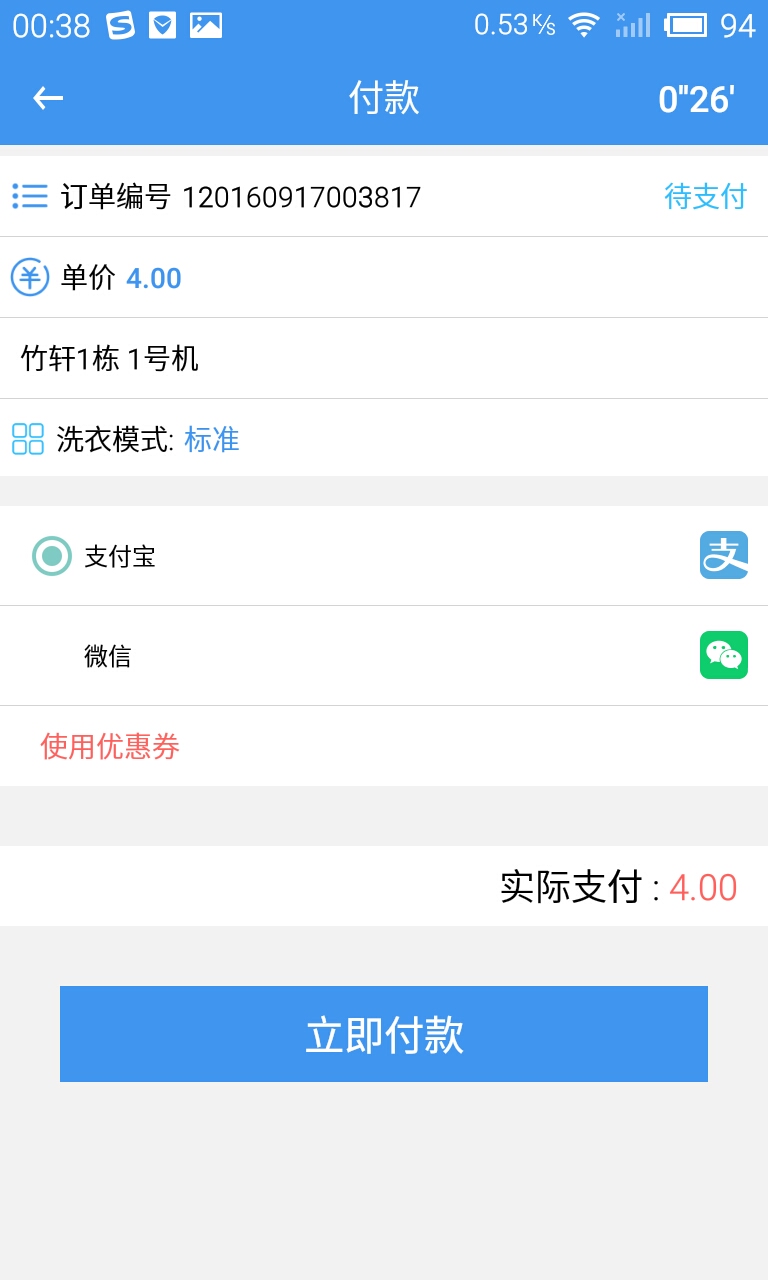 00:38 0.53 K/s 94
付款 0"26'
订单编号 120160917003817 待支付
单价 4.00
竹轩1栋 1号机
洗衣模式: 标准
支付宝 支
微信
使用优惠券
实际支付 : 4.00
立即付款